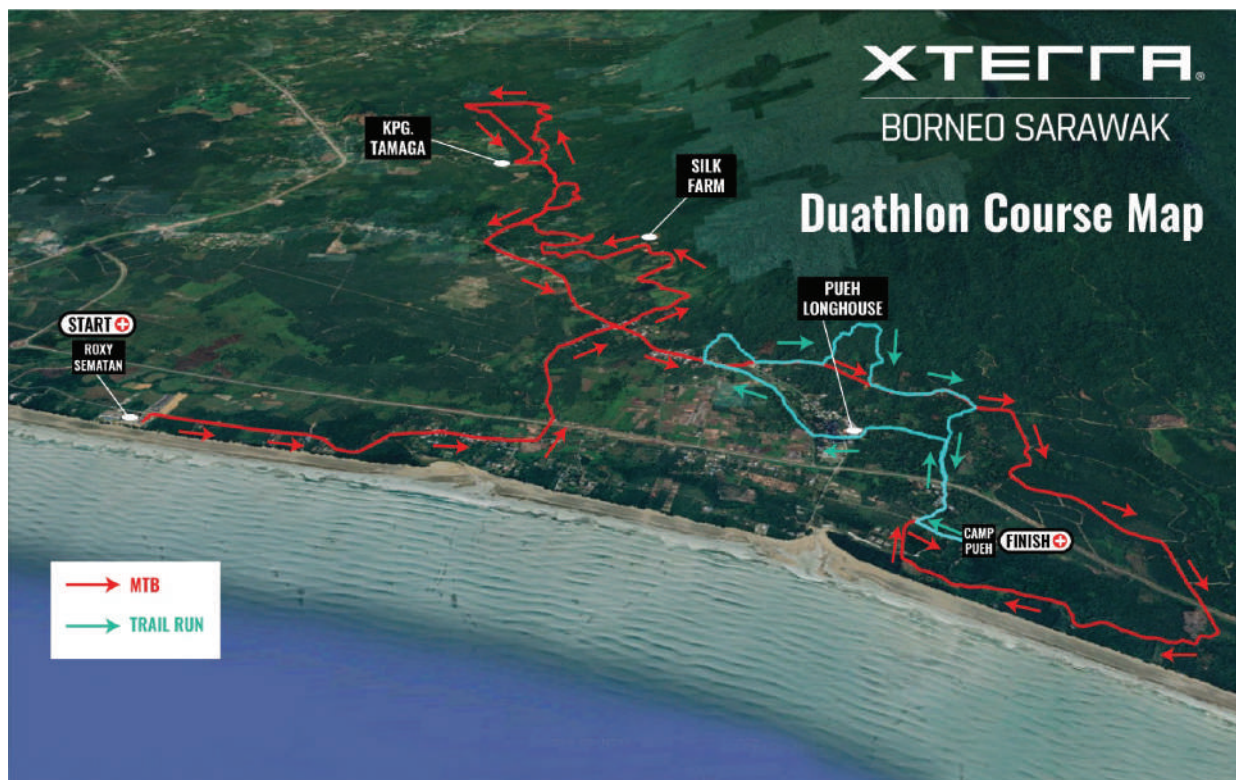 XTERRA®
BORNEO SARAWAK
Duathlon Course Map
KPG.
TAMAGA
SILK
FARM
PUEH
LONGHOUSE
START
ROXY
SEMATAN
CAMP
PUEH
FINISH
MTB
TRAIL RUN